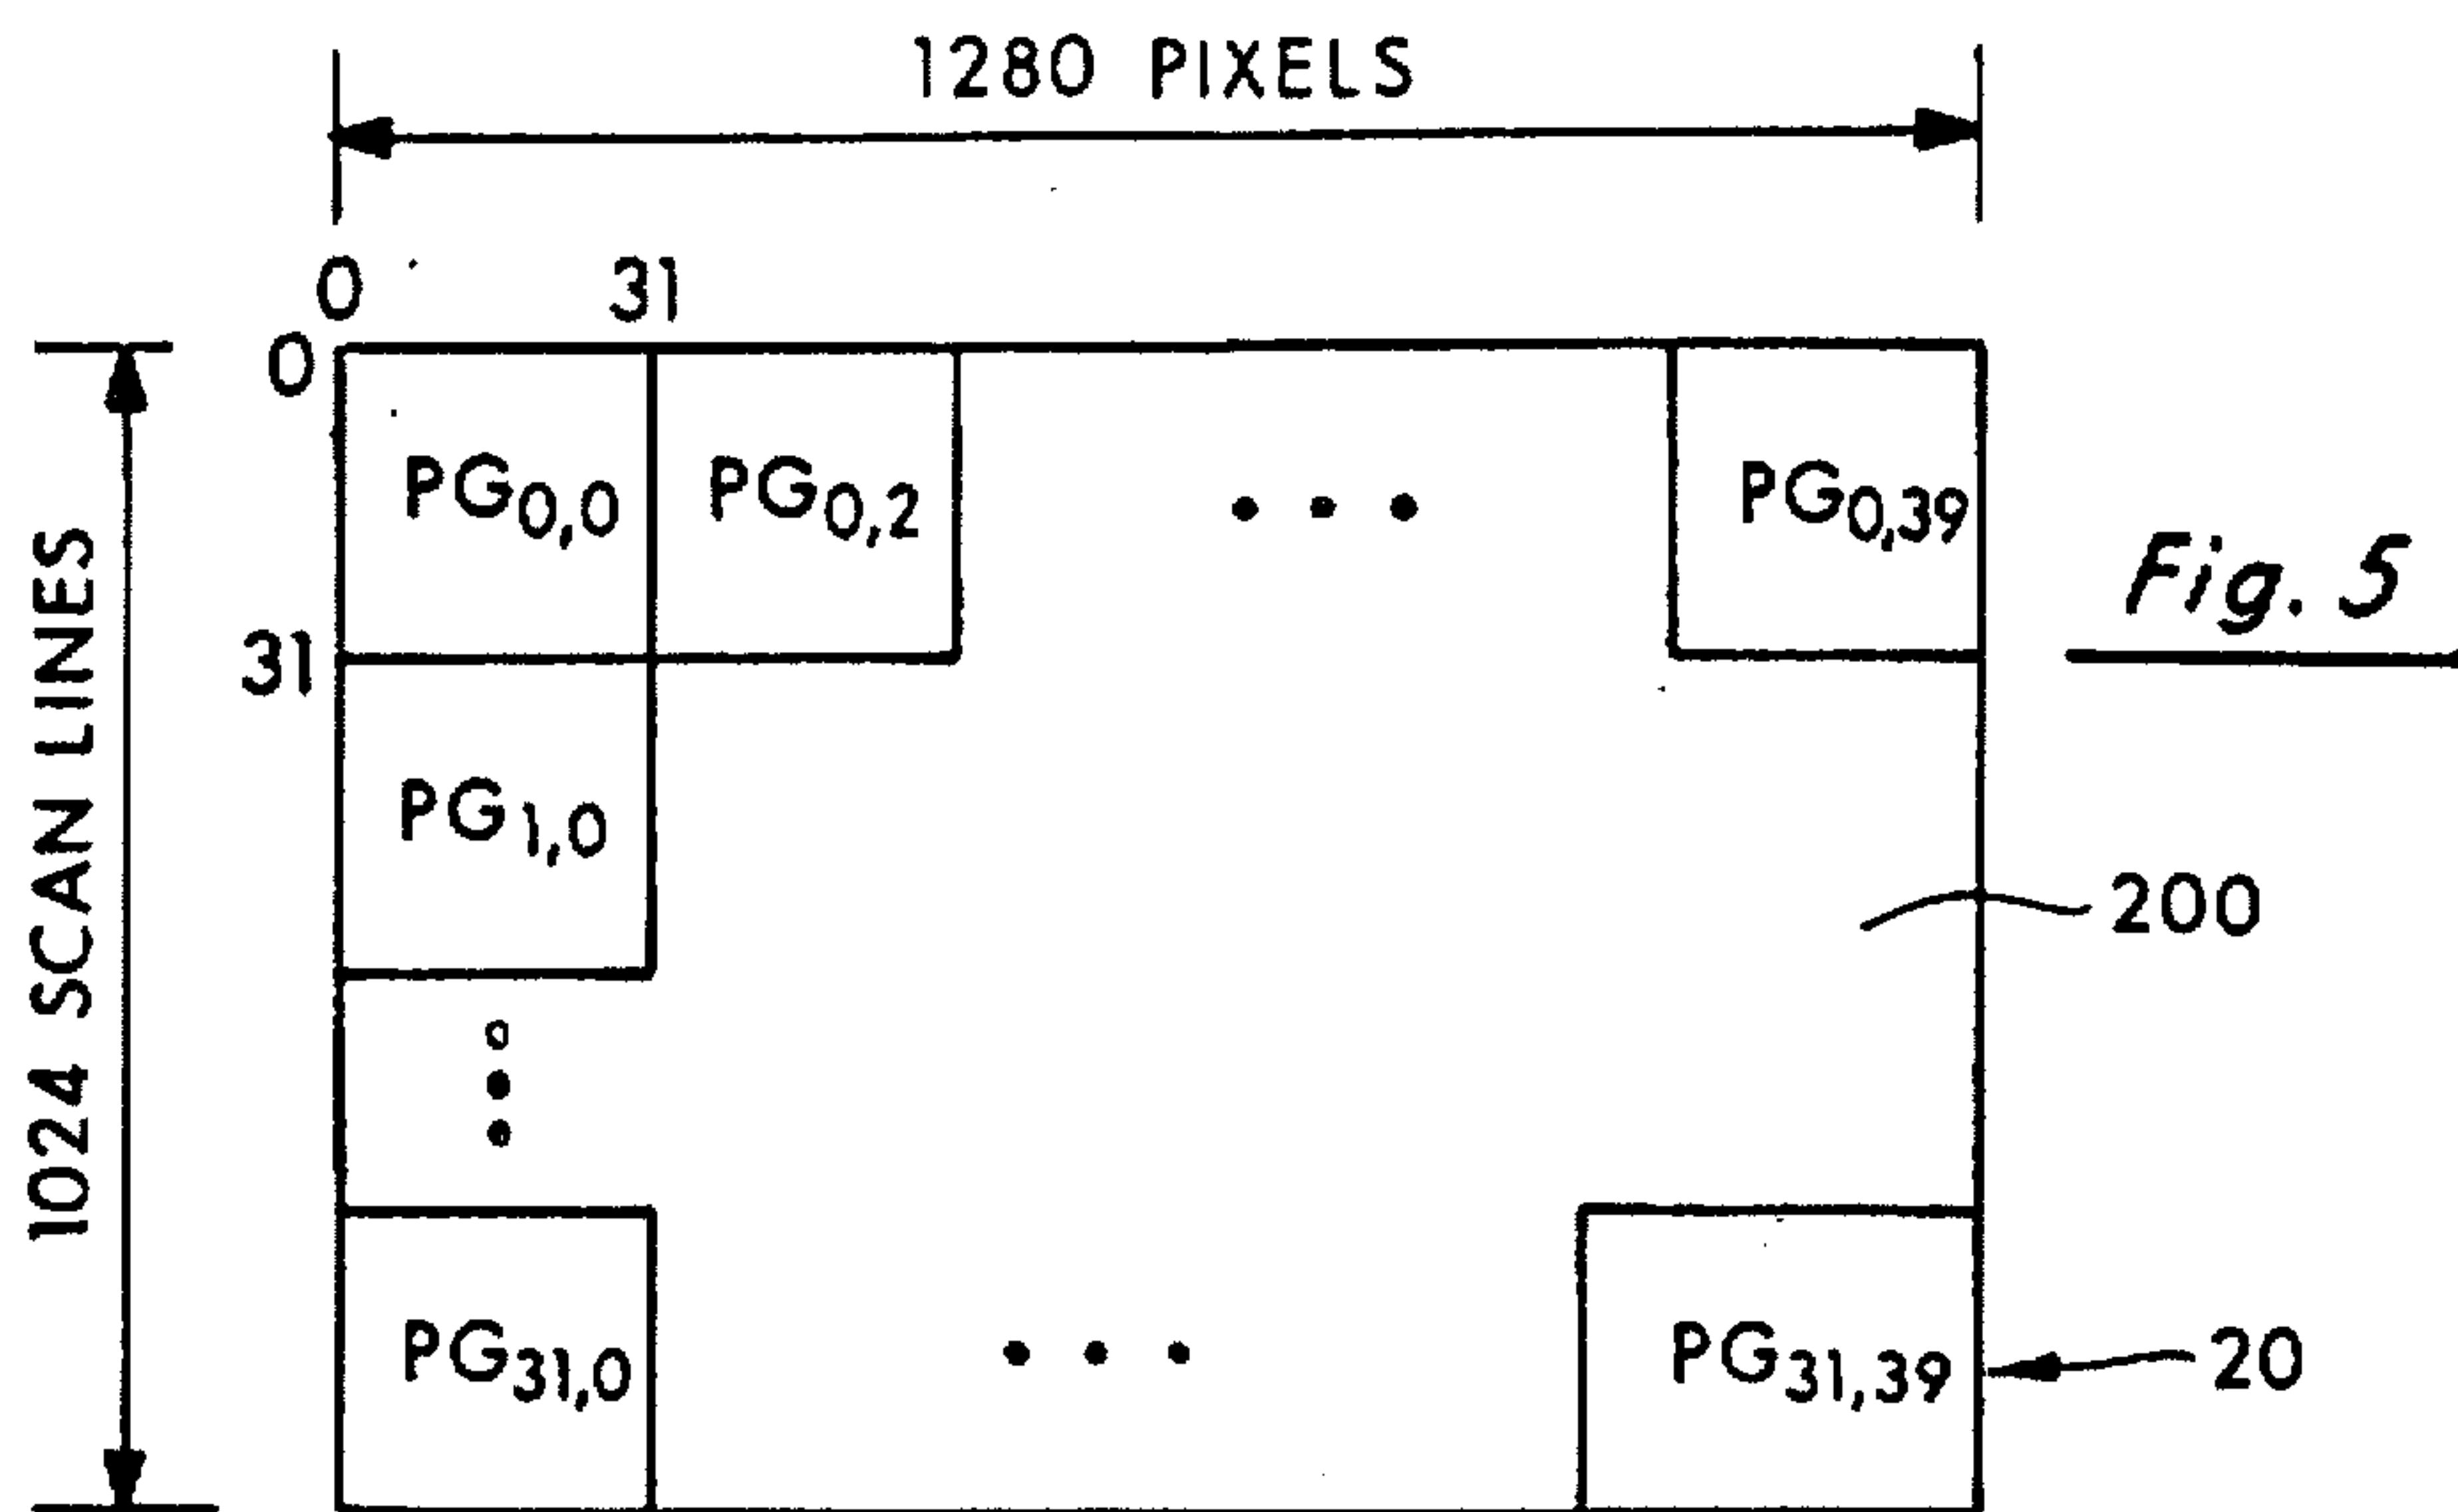 1280 PIXELS
0 31
0
PG0,0 PG0,2 • • • PG0,39
Fig. 5
31
1024 SCAN LINES
PG1,0
200
PG31,0 • • • PG31,39
20